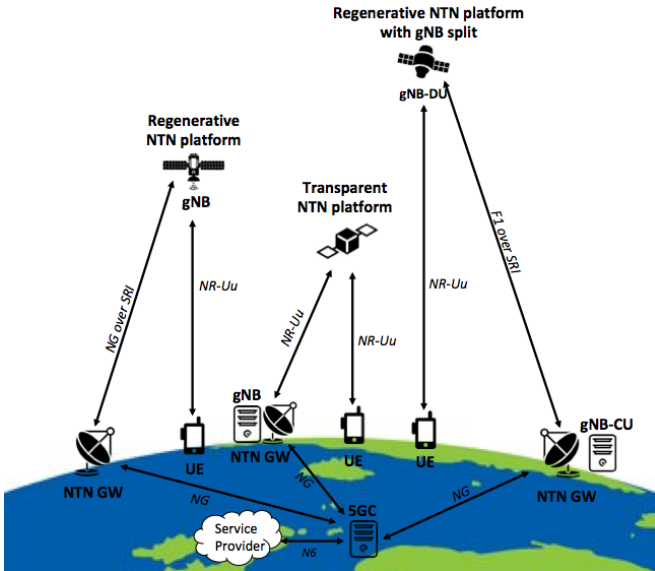 Regenerative NTN platform
with gNB split
gNB-DU
Regenerative
NTN platform
gNB
Transparent
NTN platform
NG over SRI
NR-Uu
NR-Uu
NR-Uu
NR-Uu
F1 over SRI
gNB
gNB-CU
NTN GW
UE
NTN GW
UE
UE
NTN GW
NG
NG
NG
5GC
Service
Provider
N6